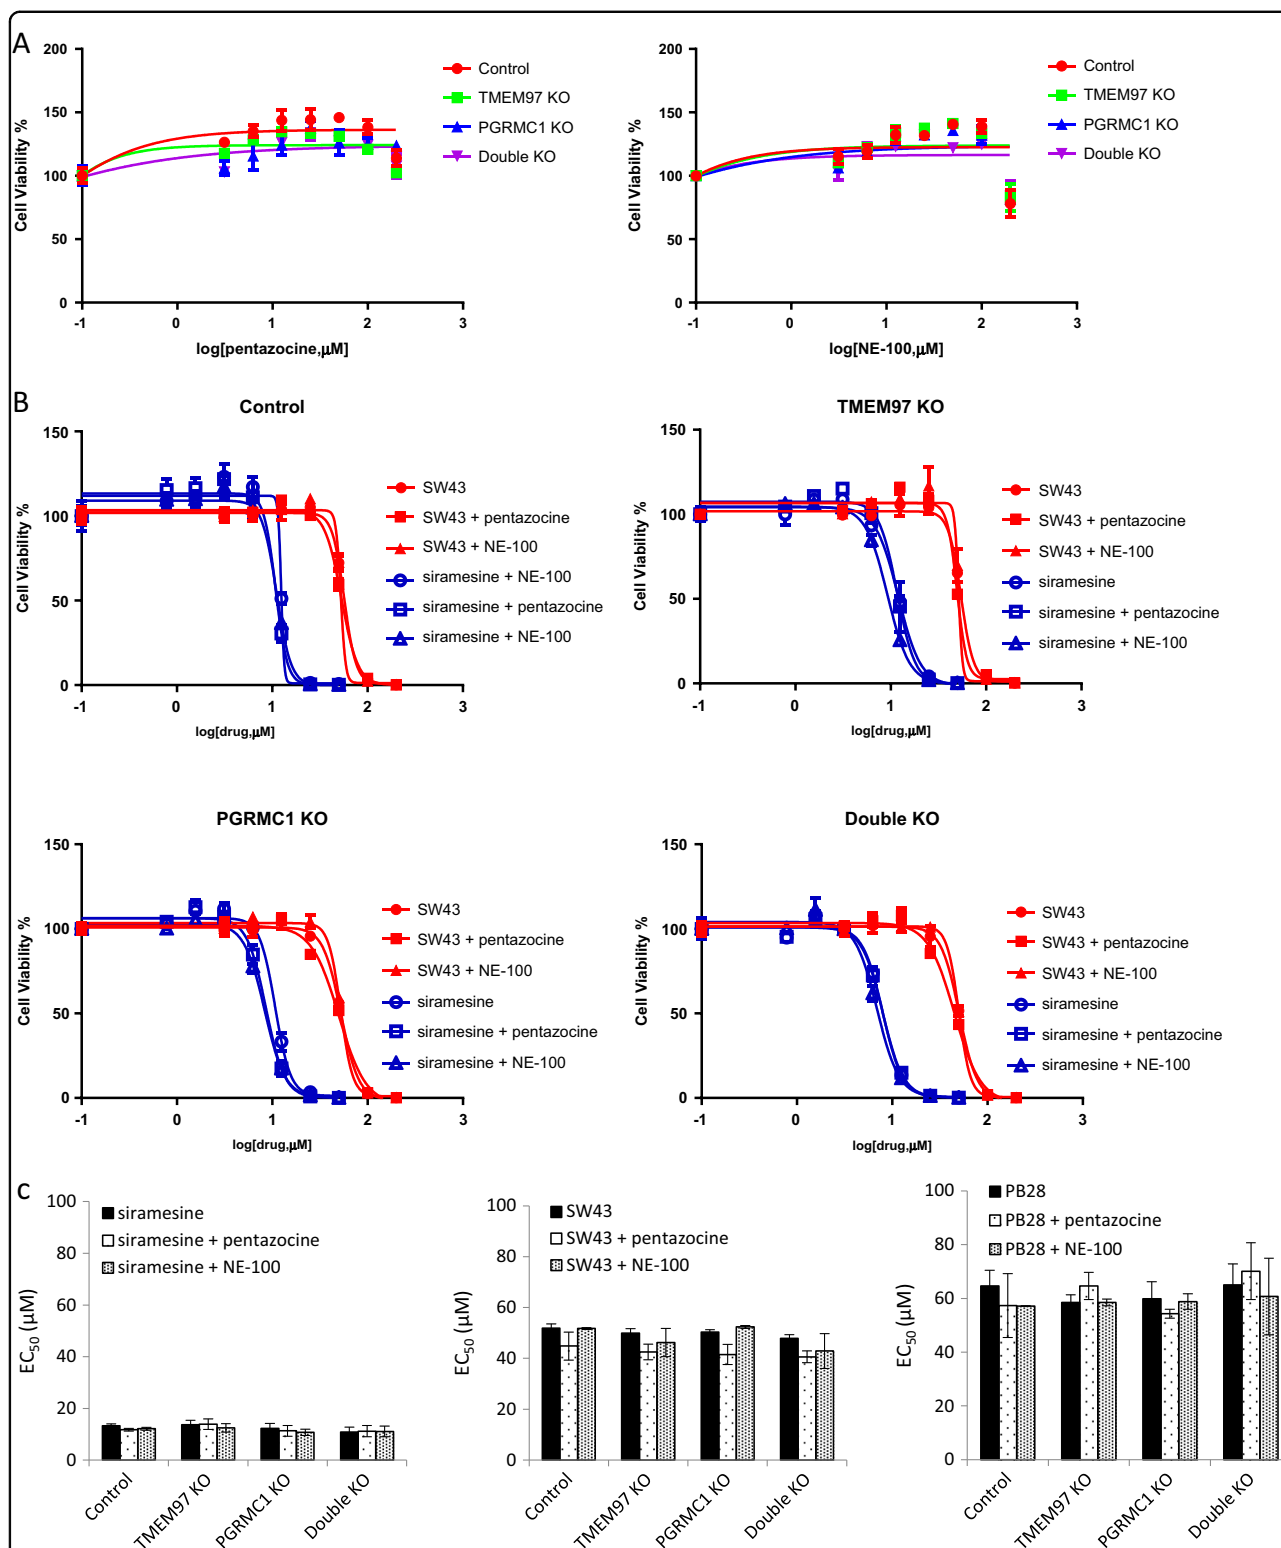 A
200
150
100
50
0
-1
0
1
2
3
Cell Viability %
log[pentazocine,μM]
Control
TMEM97 KO
PGRMC1 KO
Double KO
200
150
100
50
0
-1
0
1
2
3
Cell Viability %
log[NE-100,μM]
Control
TMEM97 KO
PGRMC1 KO
Double KO
B
Control
150
100
50
0
-1
0
1
2
3
Cell Viability %
log[drug,μM]
SW43
SW43 + pentazocine
SW43 + NE-100
siramesine + NE-100
siramesine + pentazocine
siramesine + NE-100
TMEM97 KO
150
100
50
0
-1
0
1
2
3
Cell Viability %
log[drug,μM]
SW43
SW43 + pentazocine
SW43 + NE-100
siramesine
siramesine + pentazocine
siramesine + NE-100
PGRMC1 KO
150
100
50
0
-1
0
1
2
3
Cell Viability %
log[drug,μM]
SW43
SW43 + pentazocine
SW43 + NE-100
siramesine
siramesine + pentazocine
siramesine + NE-100
Double KO
150
100
50
0
-1
0
1
2
3
Cell Viability %
log[drug,μM]
SW43
SW43 + pentazocine
SW43 + NE-100
siramesine
siramesine + pentazocine
siramesine + NE-100
C
100
80
60
40
20
0
EC50 (μM)
siramesine
siramesine + pentazocine
siramesine + NE-100
Control
TMEM97 KO
PGRMC1 KO
Double KO
100
80
60
40
20
0
EC50 (μM)
SW43
SW43 + pentazocine
SW43 + NE-100
Control
TMEM97 KO
PGRMC1 KO
Double KO
100
80
60
40
20
0
EC50 (μM)
PB28
PB28 + pentazocine
PB28 + NE-100
Control
TMEM97 KO
PGRMC1 KO
Double KO